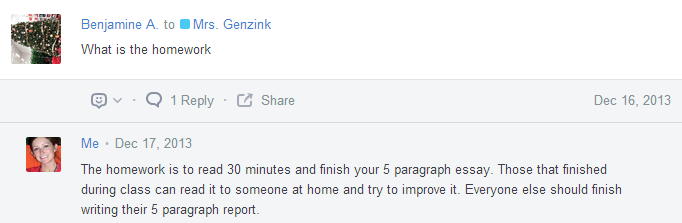 Benjamine A. to Mrs. Genzink
What is the homework
1 Reply · Share Dec 16, 2013
Me • Dec 17, 2013
The homework is to read 30 minutes and finish your 5 paragraph essay. Those that finished
during class can read it to someone at home and try to improve it. Everyone else should finish
writing their 5 paragraph report.